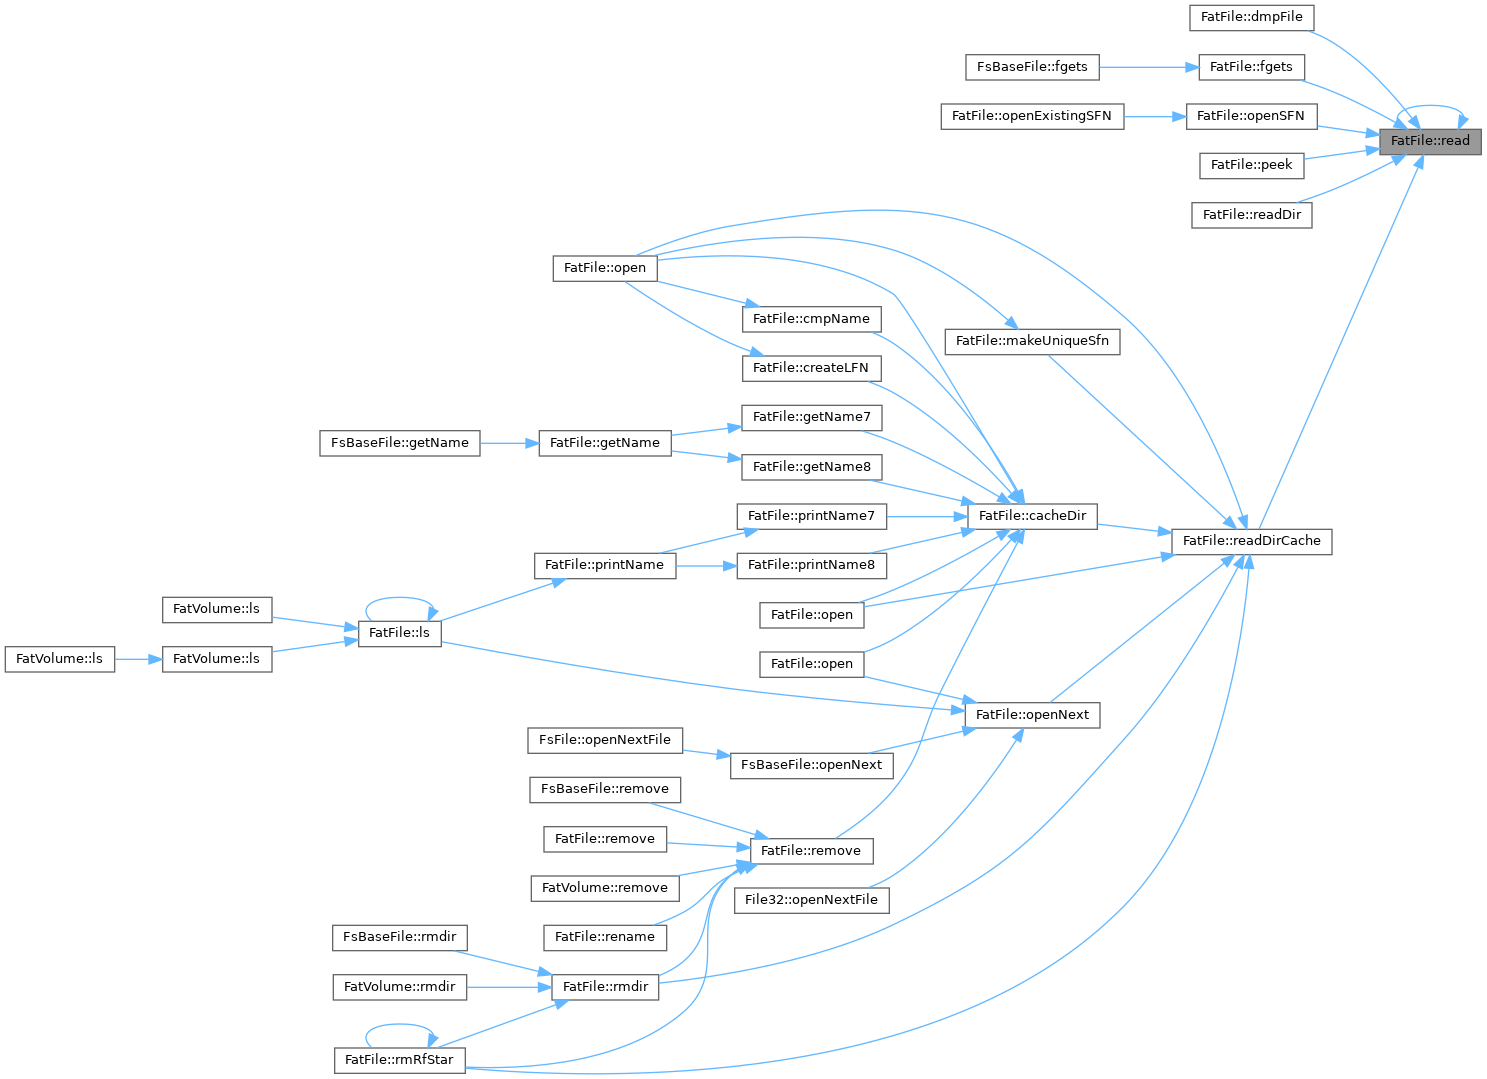 FatFile::dmpFile
FsBaseFile::fgets
FatFile::fgets
FatFile::openExistingSFN
FatFile::openSFN
FatFile::read
FatFile::peek
FatFile::readDir
FatFile::open
FatFile::cmpName
FatFile::makeUniqueSfn
FatFile::createLFN
FatFile::getName7
FsBaseFile::getName
FatFile::getName
FatFile::getName8
FatFile::printName7
FatFile::cacheDir
FatFile::readDirCache
FatFile::printName
FatFile::printName8
FatVolume::ls
FatFile::open
FatFile::ls
FatVolume::ls
FatVolume::ls
FatFile::open
FatFile::openNext
FsFile::openNextFile
FsBaseFile::openNext
FsBaseFile::remove
FatFile::remove
FatFile::remove
FatVolume::remove
File32::openNextFile
FsBaseFile::rmdir
FatFile::rename
FatVolume::rmdir
FatFile::rmdir
FatFile::rmRfStar